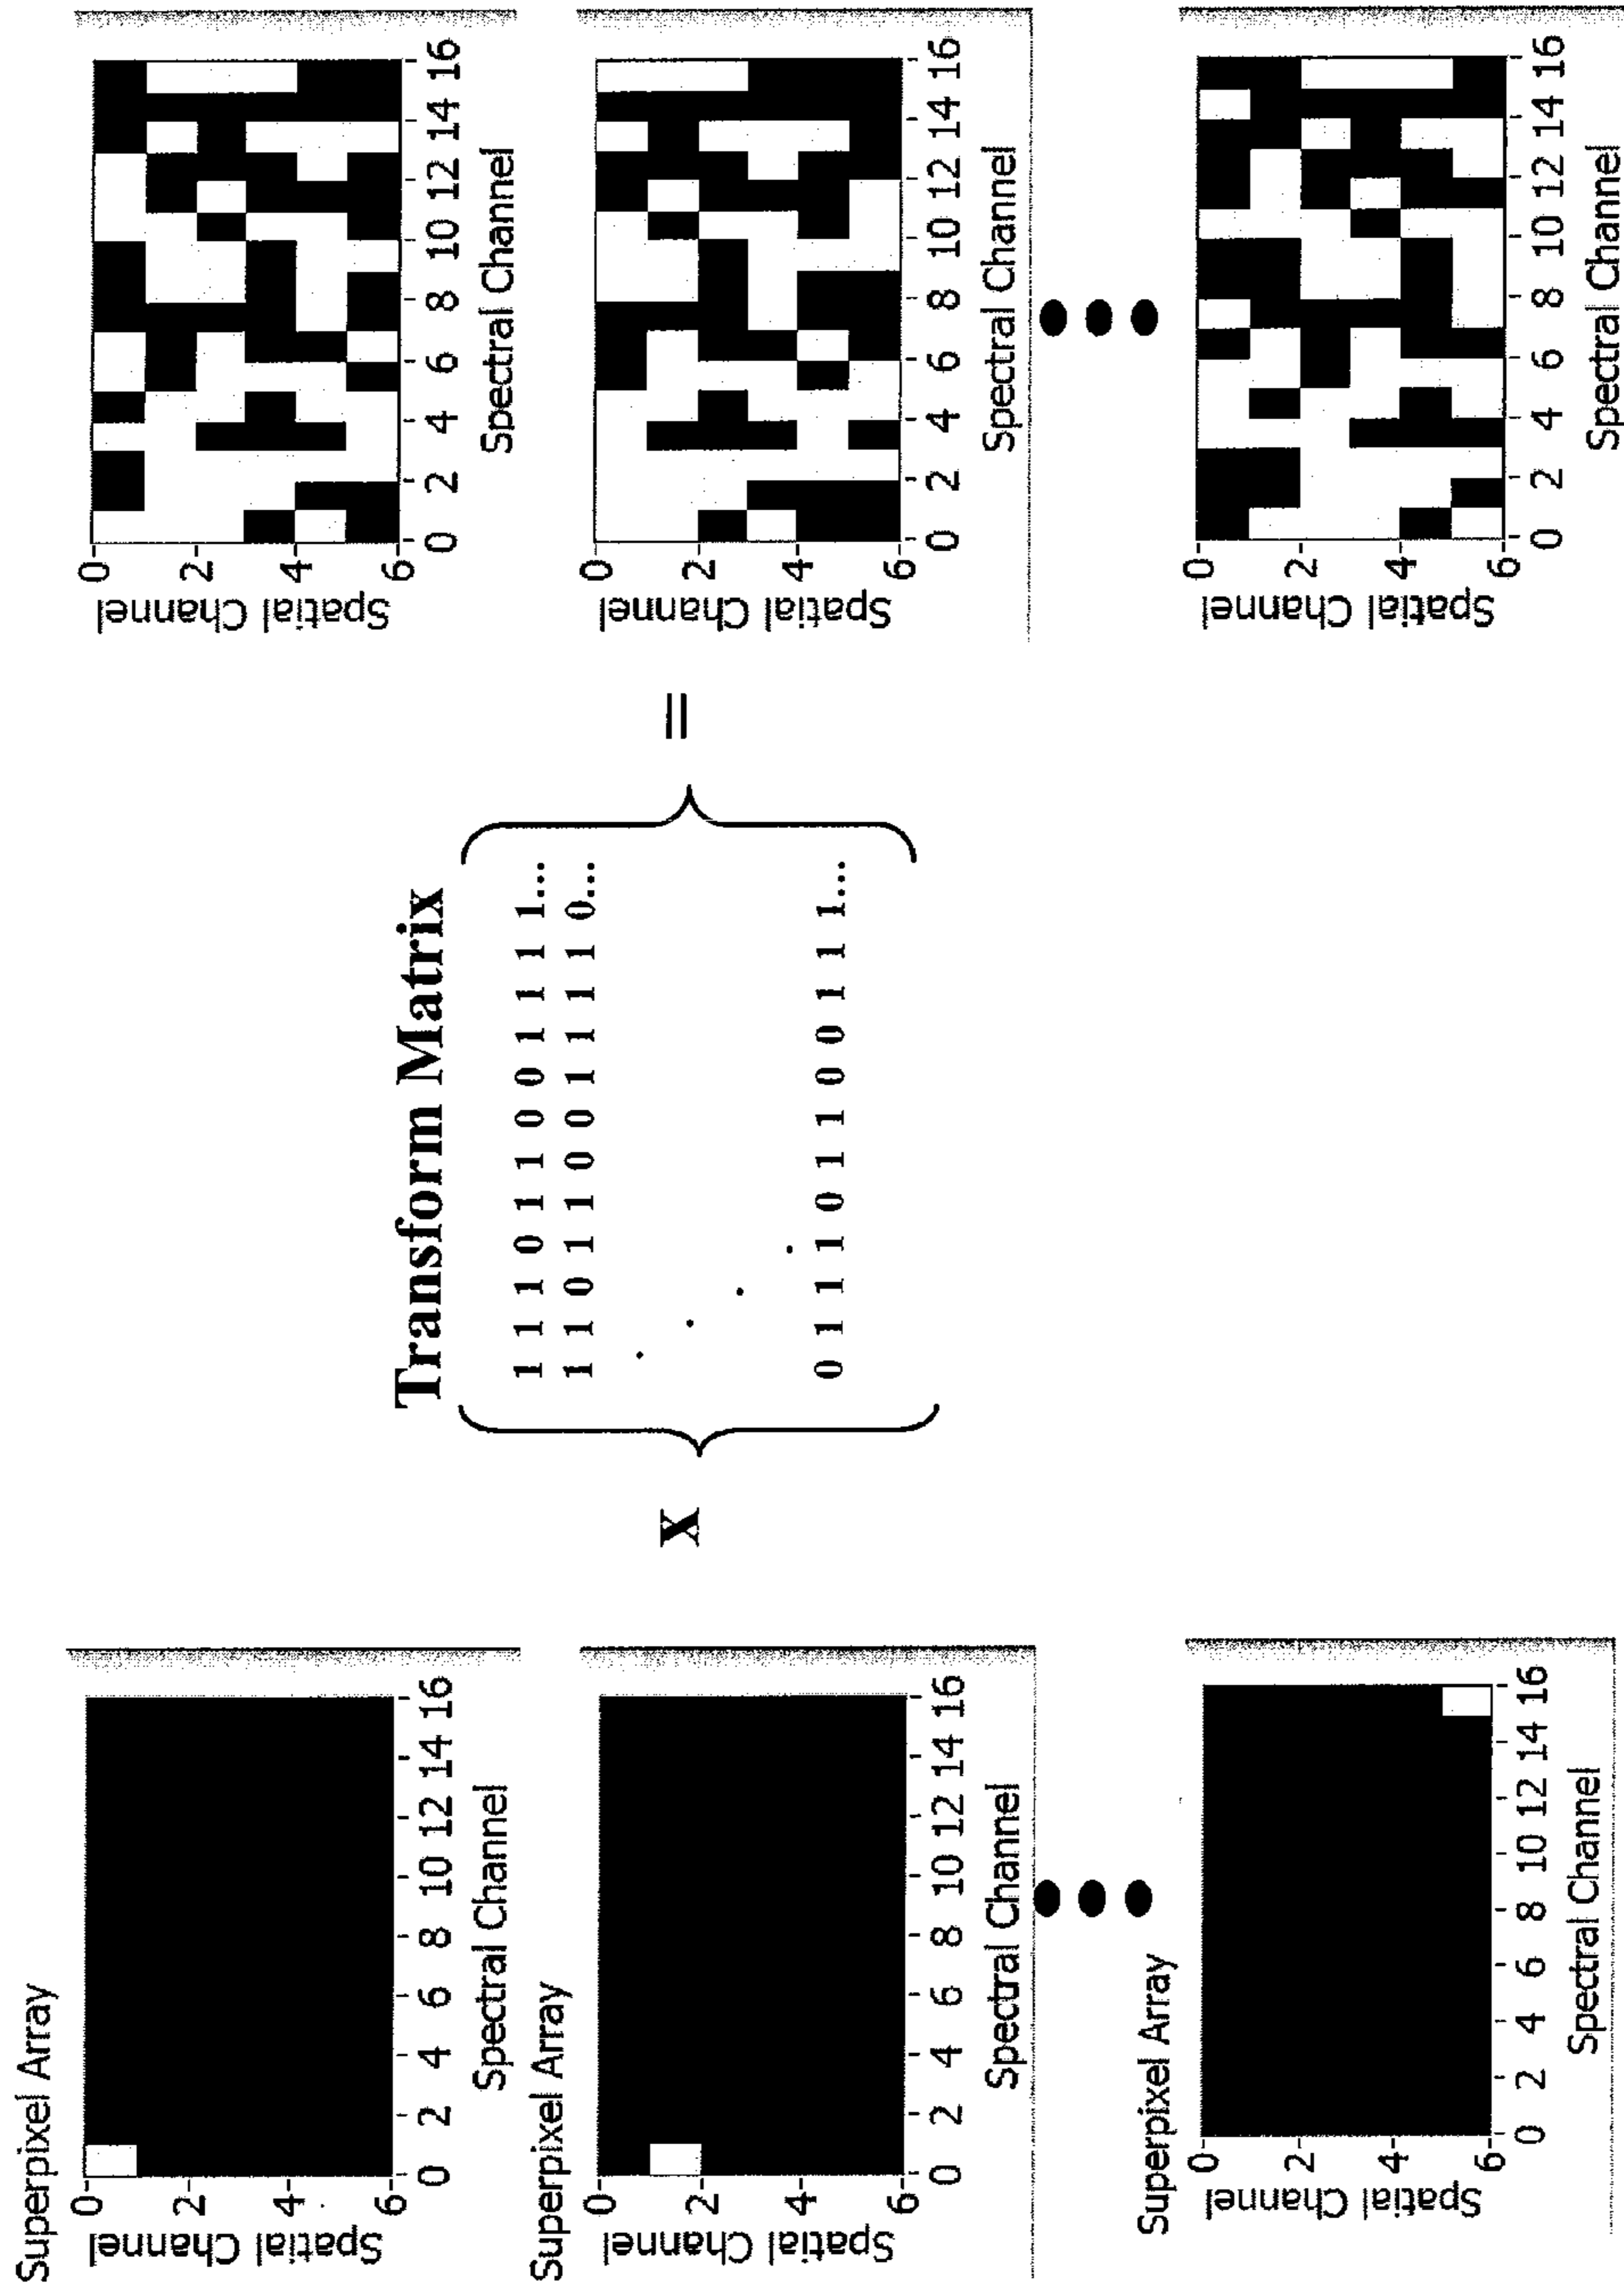 Superpixel Array
Spatial Channel
0
2
4
6
0 2 4 6 8 10 12 14 16
Spectral Channel
Superpixel Array
Spatial Channel
0
2
4
6
0 2 4 6 8 10 12 14 16
Spectral Channel
Superpixel Array
Spatial Channel
0
2
4
6
0 2 4 6 8 10 12 14 16
Spectral Channel
X
Transform Matrix
1 1 1 0 1 1 0 0 1 1 1 1...
1 1 0 1 1 0 0 1 1 1 1 0...
0 1 1 1 0 1 1 0 0 1 1 1...
=
Spatial Channel
0
2
4
6
0 2 4 6 8 10 12 14 16
Spectral Channel
Spatial Channel
0
2
4
6
0 2 4 6 8 10 12 14 16
Spectral Channel
Spatial Channel
0
2
4
6
0 2 4 6 8 10 12 14 16
Spectral Channel